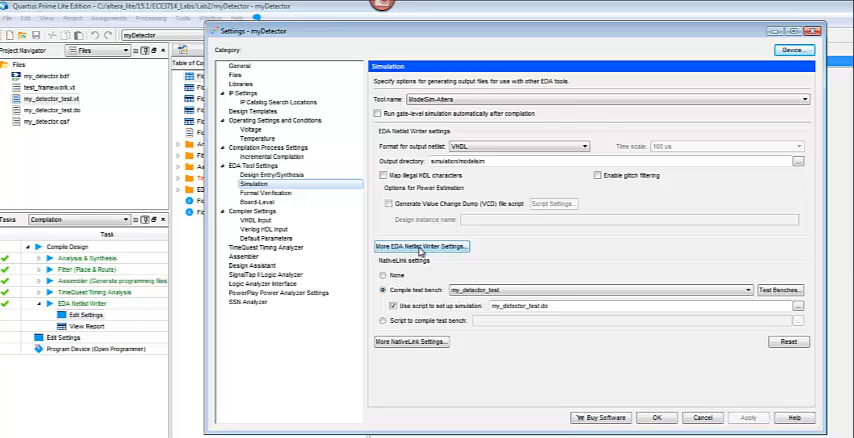 Quartus Prime Lite Edition - C:/altera_lite/15.1/ECE3714_Labs/Lab2/myDetector - myDetector
File Edit View Project Assignments Processing Tools Window Help
myDetector
Project Navigator
Files
Files
my_detector.bdf
test_framework.vt
my_detector_test.vt
my_detector_test.do
my_detector.qsf
Table of Co
Tasks
Compilation
Task
Compile Design
Analysis & Synthesis
Fitter (Place & Route)
Assembler (Generate programming files
TimeQuest Timing Analysis
EDA Netlist Writer
Edit Settings
View Report
Edit Settings
Program Device (Open Programmer)
Settings - myDetector
Category:
Device...
General
Files
Libraries
IP Settings
IP Catalog Search Locations
Design Templates
Operating Settings and Conditions
Voltage
Temperature
Compilation Process Settings
Incremental Compilation
EDA Tool Settings
Design Entry/Synthesis
Simulation
Formal Verification
Board-Level
Compiler Settings
VHDL Input
Verilog HDL Input
Default Parameters
TimeQuest Timing Analyzer
Assembler
Design Assistant
SignalTap II Logic Analyzer
Logic Analyzer Interface
PowerPlay Power Analyzer Settings
SSN Analyzer
Simulation
Specify options for generating output files for use with other EDA tools.
Tool name: ModelSim-Altera
Run gate-level simulation automatically after compilation
EDA Netlist Writer settings
Format for output netlist: VHDL
Time scale: 100 us
Output directory: simulation/modelsim
...
Map illegal HDL characters
Enable glitch filtering
Options for Power Estimation
Generate Value Change Dump (VCD) file script
Script Settings...
Design instance name:
More EDA Netlist Writer Settings...
NativeLink settings
None
Compile test bench: my_detector_test
Test Benches...
Use script to set up simulation: my_detector_test.do
...
Script to compile test bench:
...
More NativeLink Settings...
Reset
Buy Software
OK
Cancel
Apply
Help